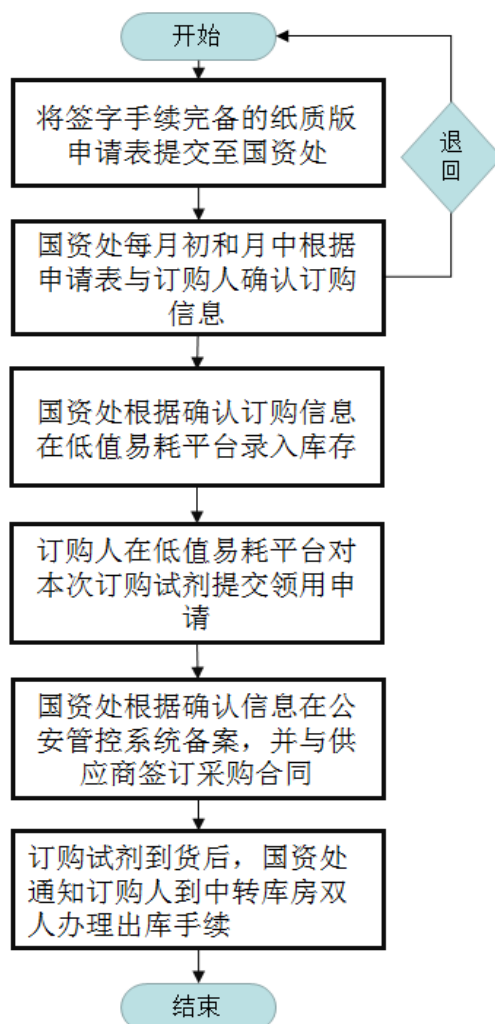 开始
将签字手续完备的纸质版
申请表提交至国资处
退
回
国资处每月初和月中根据
申请表与订购人确认订购
信息
国资处根据确认订购信息
在低值易耗平台录入库存
订购人在低值易耗平台对
本次订购试剂提交领用申
请
国资处根据确认信息在公
安管控系统备案，并与供
应商签订采购合同
订购试剂到货后，国资处
通知订购人到中转库房双
人办理出库手续
结束